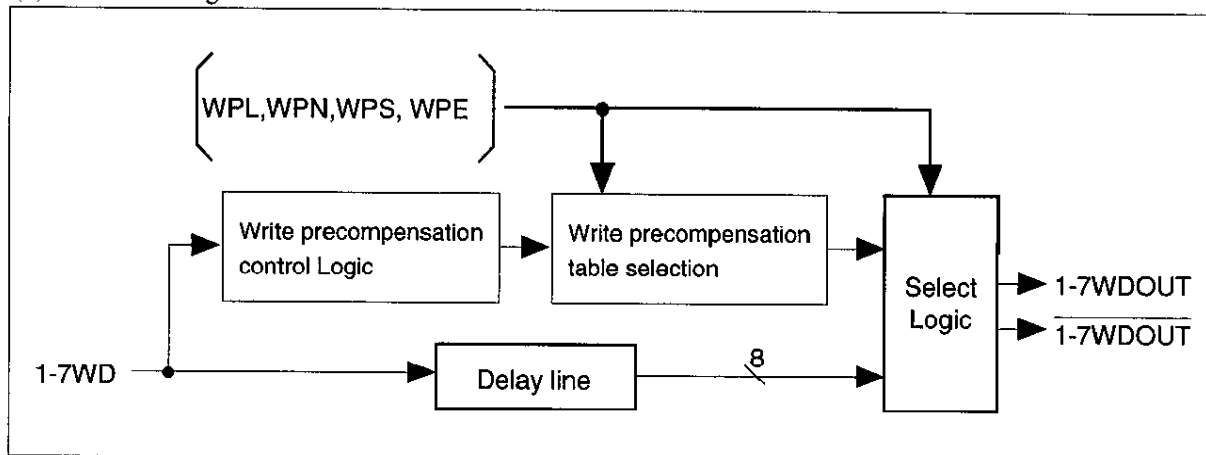 WPL,WPN,WPS, WPE
Write precompensation
control Logic
Write precompensation
table selection
Select
Logic
1-7WDOUT
1-7WDOUT
1-7WD
Delay line
8